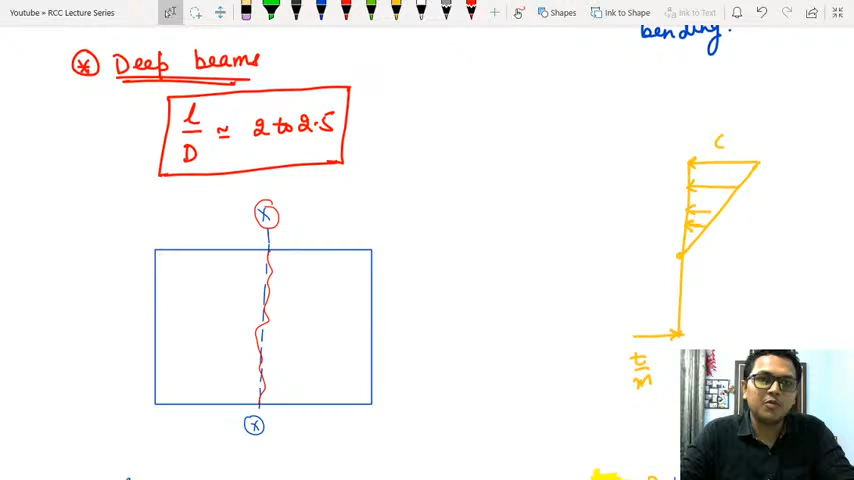 Youtube » RCC Lecture Series
Shapes
Ink to Shape
Ink to Text
bending.
* Deep beams
l/D ≃ 2 to 2.5
C
X
t/m
X